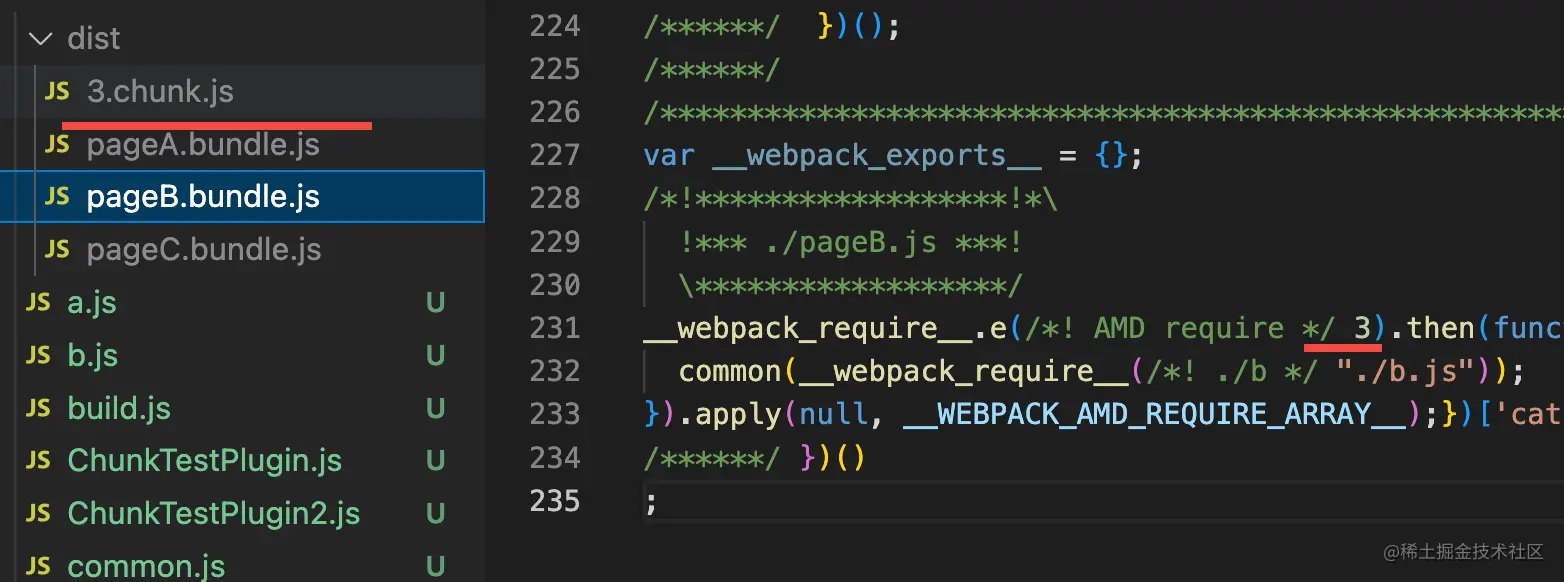 dist
JS 3.chunk.js
JS pageA.bundle.js
JS pageB.bundle.js
JS pageC.bundle.js
JS a.js U
JS b.js U
JS build.js U
JS ChunkTestPlugin.js U
JS ChunkTestPlugin2.js U
JS common.js U
224 /******/ })();
225 /******/
226 /************************************************************************
227 var __webpack_exports__ = {};
228 /*!******************!*\
229 !*** ./pageB.js ***!
230 \******************/
231 __webpack_require__.e(/*! AMD require */ 3).then(func
232 common(__webpack_require__(/*! ./b */ "./b.js"));
233 }).apply(null, __WEBPACK_AMD_REQUIRE_ARRAY__);})['cat
234 /******/ })()
235 ;
@稀土掘金技术社区